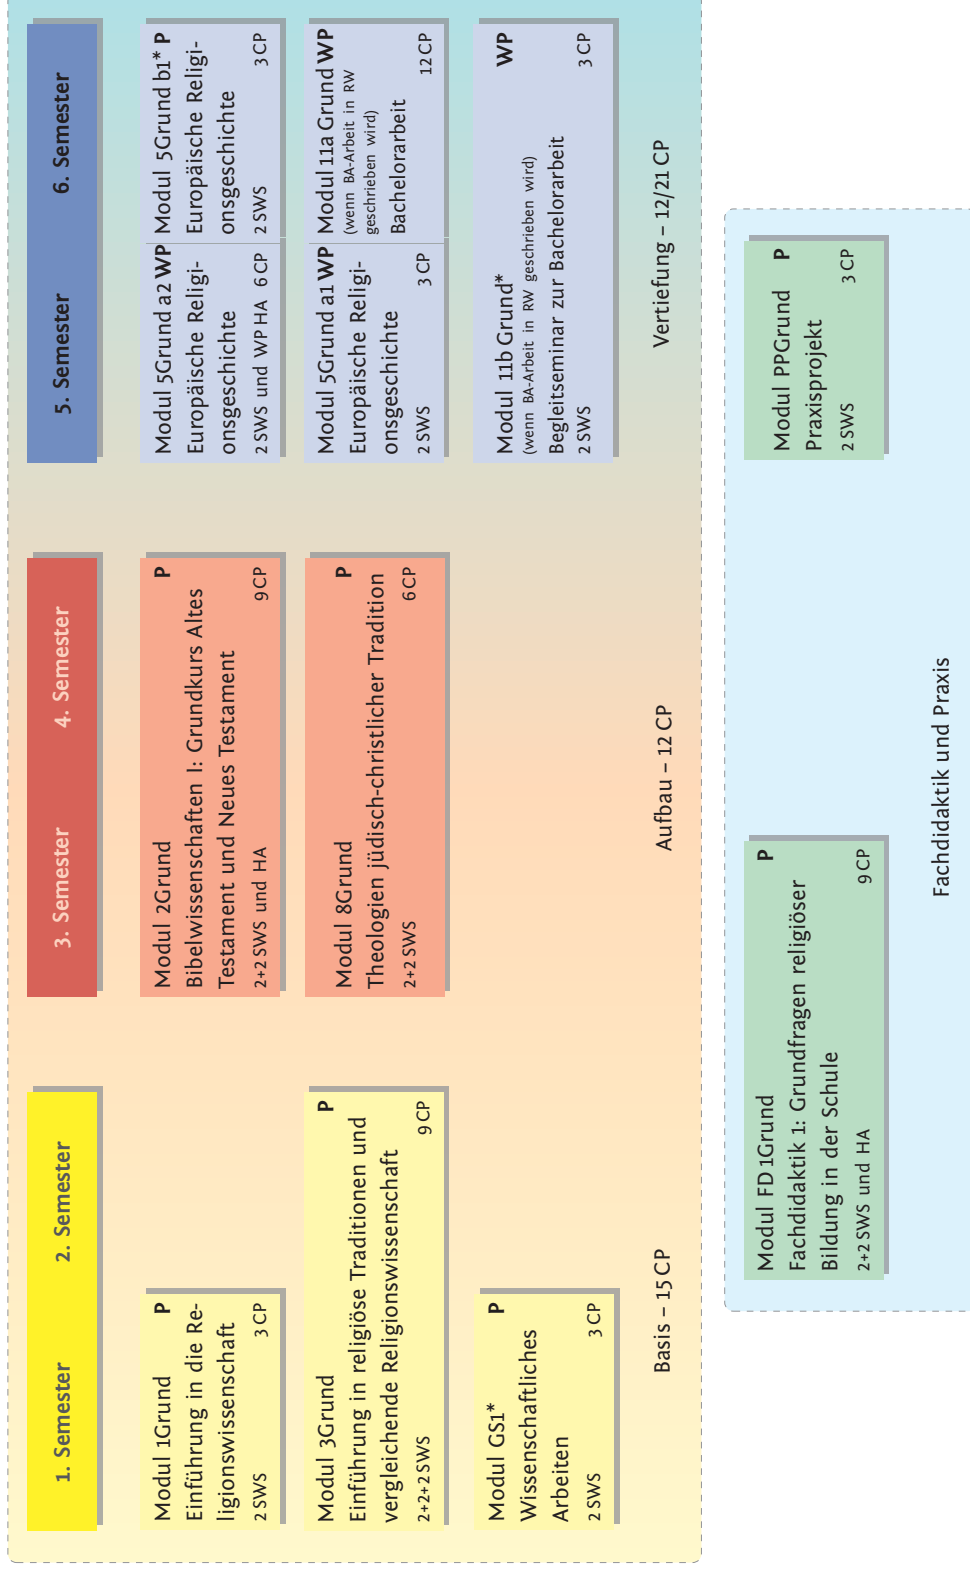 1. Semester
2. Semester
3. Semester
4. Semester
5. Semester
6. Semester
Modul 1Grund P
Einführung in die Re-
ligionswissenschaft
2 SWS 3 CP
Modul 3Grund P
Einführung in religiöse Traditionen und
vergleichende Religionswissenschaft
2+2+2 SWS 9 CP
Modul GS1* P
Wissenschaftliches
Arbeiten
2 SWS 3 CP
Basis – 15 CP
Modul 2Grund P
Bibelwissenschaften I: Grundkurs Altes
Testament und Neues Testament
2+2 SWS und HA 9 CP
Modul 8Grund P
Theologien jüdisch-christlicher Tradition
2+2 SWS 6 CP
Aufbau – 12 CP
Modul 5Grund a2 WP
Europäische Religi-
onsgeschichte
2 SWS und WP HA 6 CP
Modul 5Grund b1* P
Europäische Religi-
onsgeschichte
2 SWS 3 CP
Modul 5Grund a1 WP
Europäische Religi-
onsgeschichte
2 SWS 3 CP
Modul 11a Grund WP
(wenn BA-Arbeit in RW
geschrieben wird)
Bachelorarbeit
12 CP
Modul 11b Grund* WP
(wenn BA-Arbeit in RW geschrieben wird)
Begleitseminar zur Bachelorarbeit
2 SWS 3 CP
Vertiefung – 12/21 CP
Modul FD 1Grund P
Fachdidaktik 1: Grundfragen religiöser
Bildung in der Schule
2+2 SWS und HA 9 CP
Modul PPGrund P
Praxisprojekt
2 SWS 3 CP
Fachdidaktik und Praxis